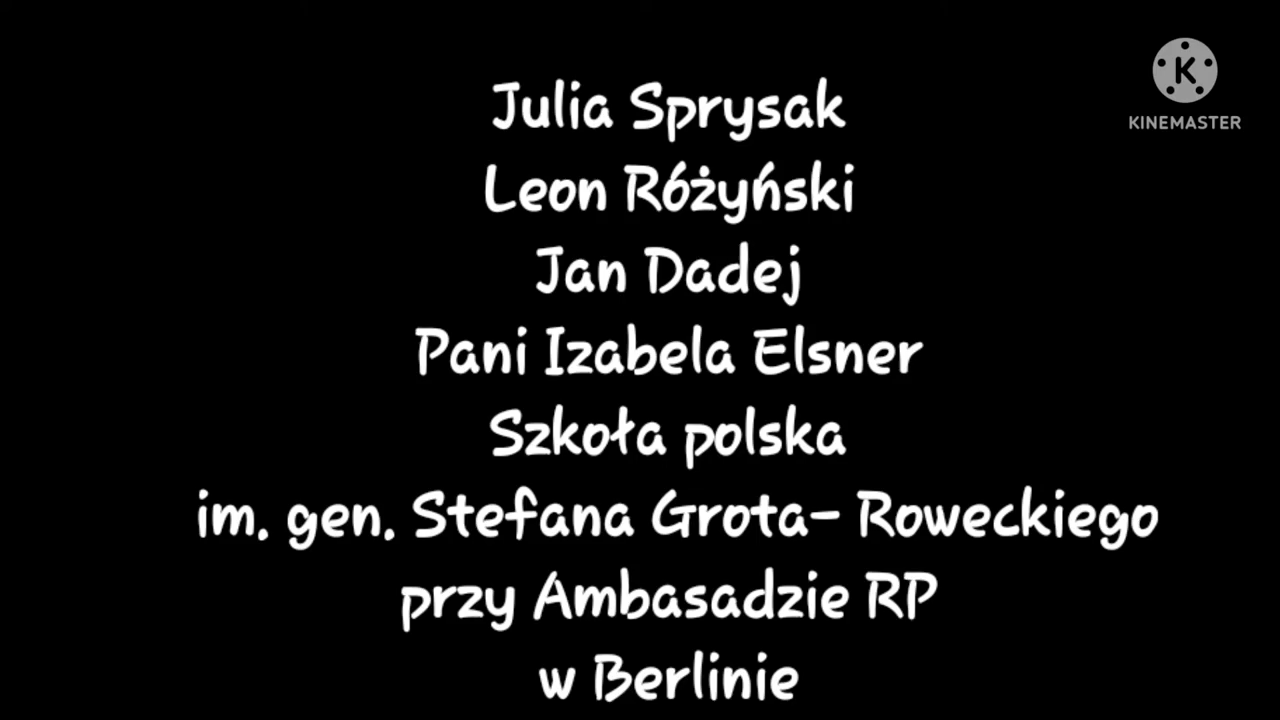 Julia Sprysak
Leon Różyński
Jan Dadej
Pani Izabela Elsner
Szkoła polska
im. gen. Stefana Grota- Roweckiego
przy Ambasadzie RP
w Berlinie
K
KINEMASTER